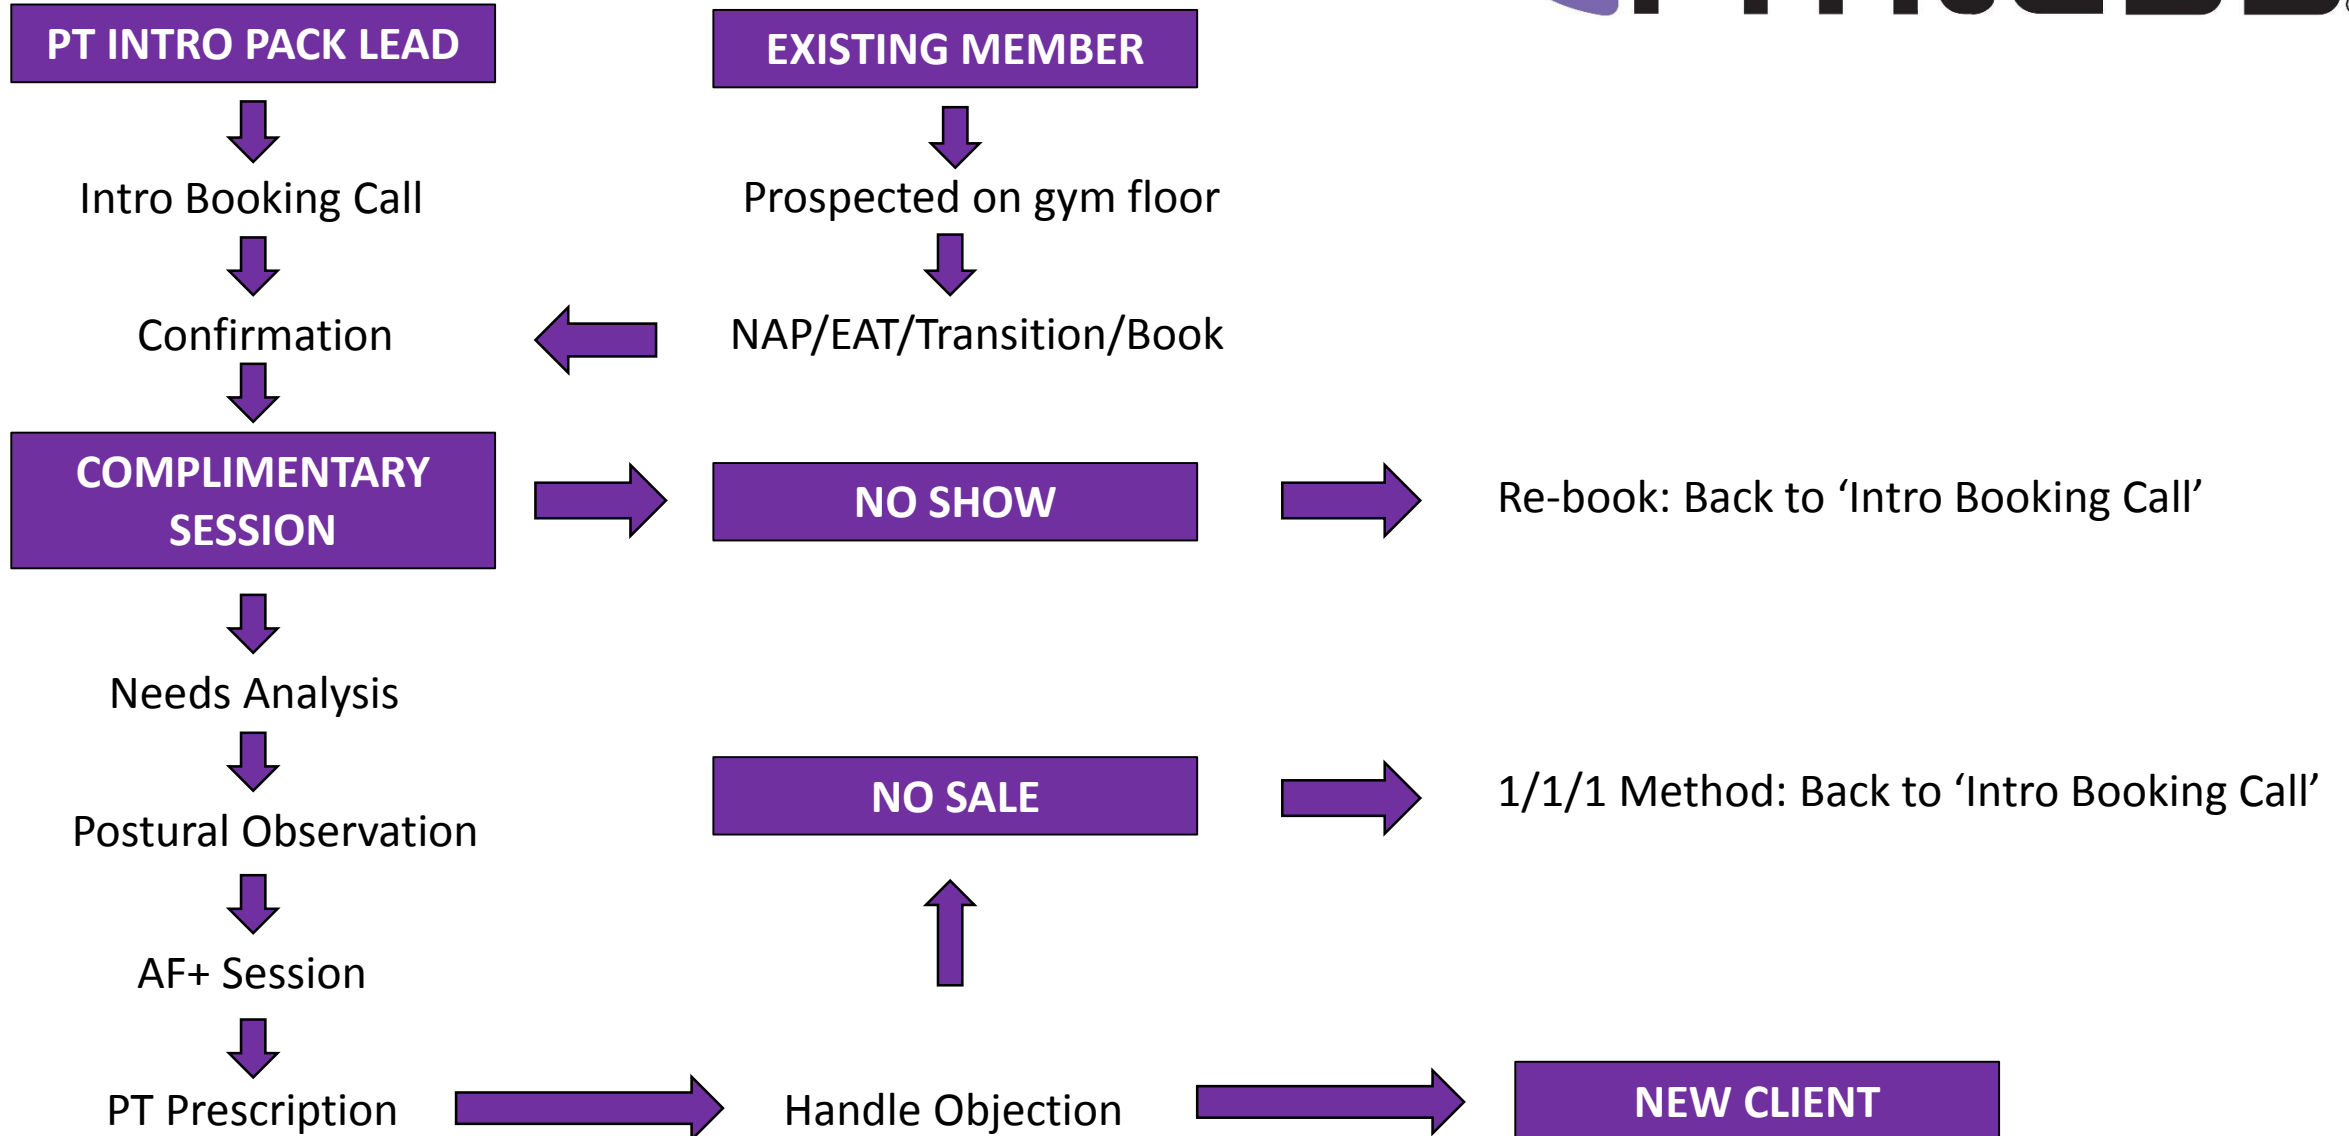 PT INTRO PACK LEAD
EXISTING MEMBER
Intro Booking Call
Prospected on gym floor
Confirmation
NAP/EAT/Transition/Book
COMPLIMENTARY
SESSION
NO SHOW
Re-book: Back to ‘Intro Booking Call’
Needs Analysis
Postural Observation
NO SALE
1/1/1 Method: Back to ‘Intro Booking Call’
AF+ Session
PT Prescription
Handle Objection
NEW CLIENT